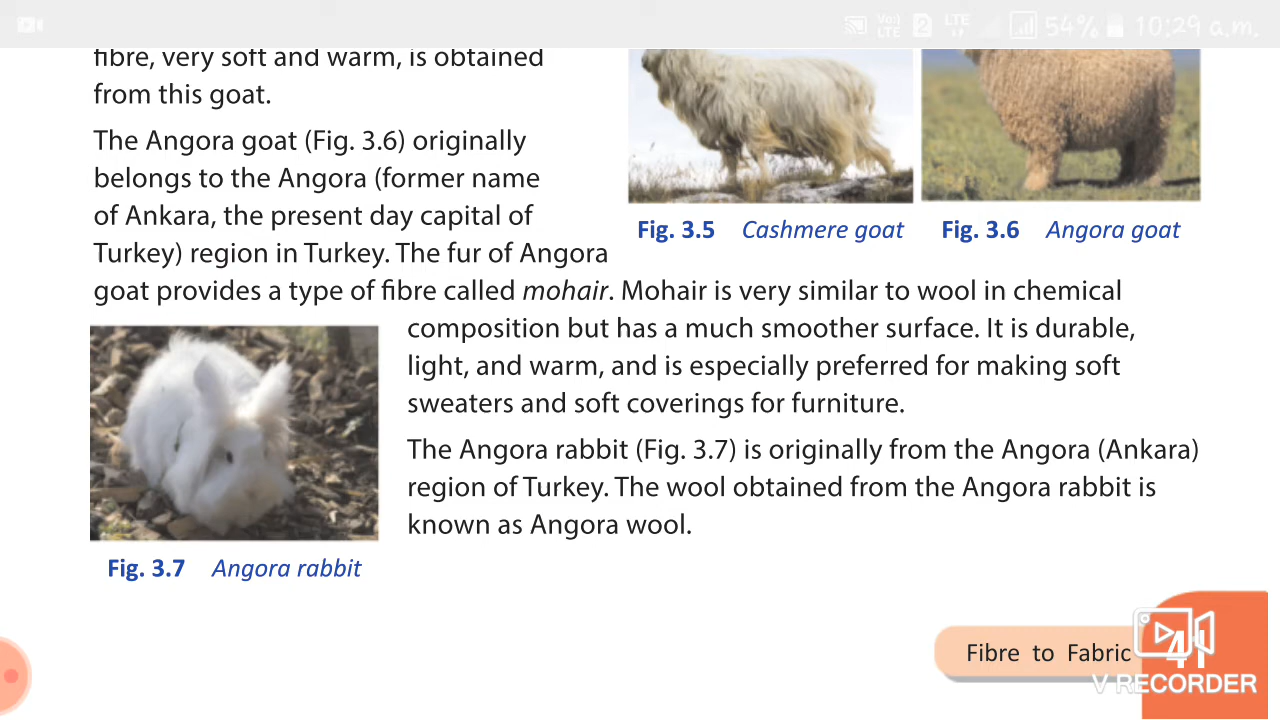 Vo))
LTE
2
LTE
54%
10:29 a.m.
fibre, very soft and warm, is obtained
from this goat.
The Angora goat (Fig. 3.6) originally
belongs to the Angora (former name
of Ankara, the present day capital of
Turkey) region in Turkey. The fur of Angora
Fig. 3.5 Cashmere goat
Fig. 3.6 Angora goat
goat provides a type of fibre called mohair. Mohair is very similar to wool in chemical
composition but has a much smoother surface. It is durable,
light, and warm, and is especially preferred for making soft
sweaters and soft coverings for furniture.
The Angora rabbit (Fig. 3.7) is originally from the Angora (Ankara)
region of Turkey. The wool obtained from the Angora rabbit is
known as Angora wool.
Fig. 3.7 Angora rabbit
Fibre to Fabric
41
V RECORDER